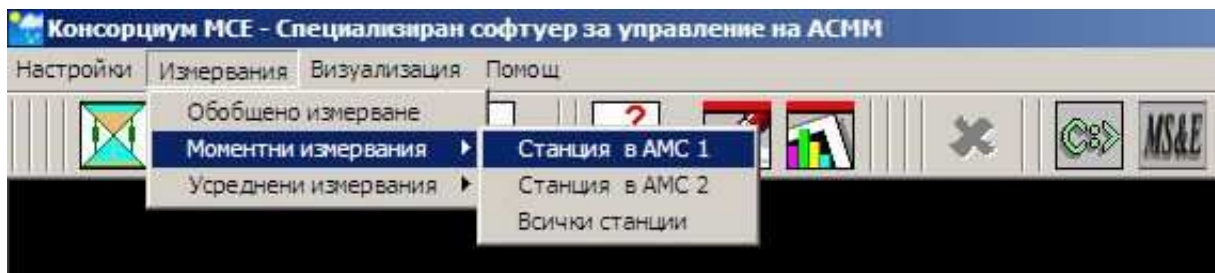 Консорциум МСЕ - Специализиран софтуер за управление на АСММ
Настройки Измервания Визуализация Помощ
Обобщено измерване
Моментни измервания
Усреднени измервания
Станция в АМС 1
Станция в АМС 2
Всички станции
?
MS&E